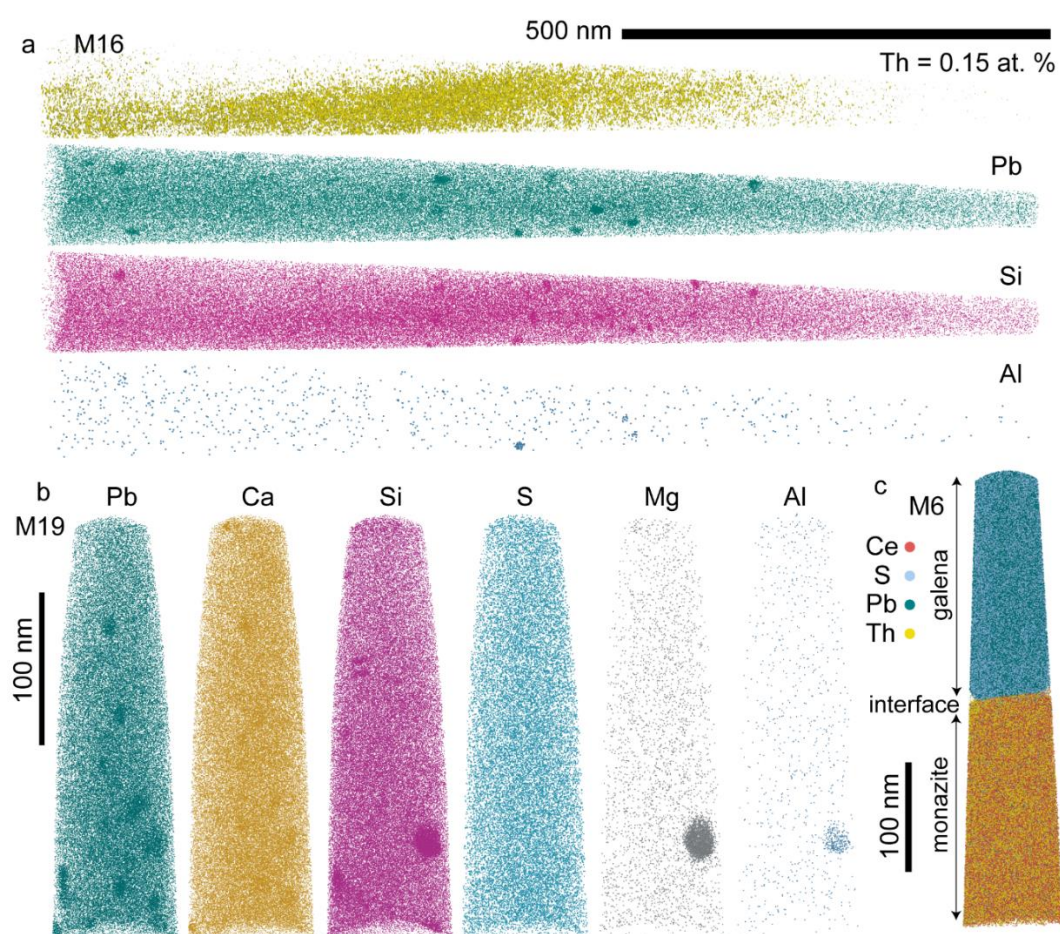 500 nm
a M16
Th = 0.15 at. %
Pb
Si
Al
b Pb Ca Si S Mg Al
M19
100 nm
c M6
Ce
S
Pb
Th
galena
interface
monazite
100 nm